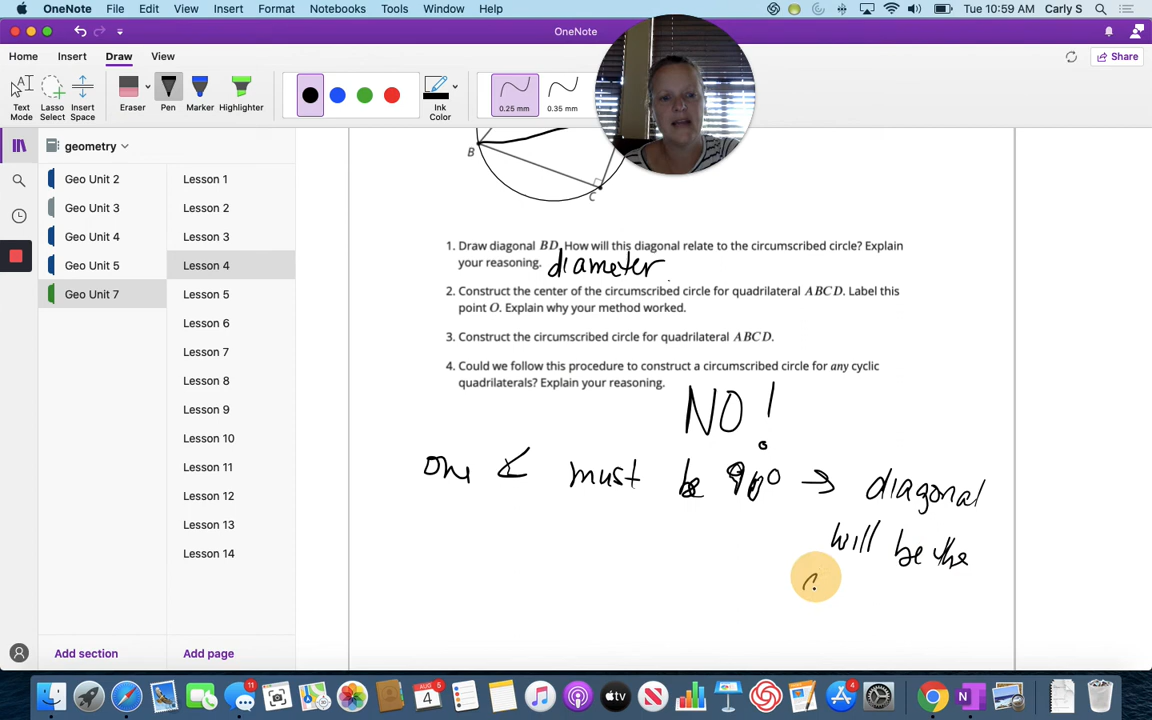 OneNote File Edit View Insert Format Notebooks Tools Window Help Tue 10:59 AM Carly S
OneNote
Home Insert Draw View Share
Text Mode Lasso Select Insert Space Eraser Pen Marker Highlighter 0.25 mm 0.35 mm Ink Color
geometry
Geo Unit 2
Geo Unit 3
Geo Unit 4
Geo Unit 5
Geo Unit 7
Lesson 1
Lesson 2
Lesson 3
Lesson 4
Lesson 5
Lesson 6
Lesson 7
Lesson 8
Lesson 9
Lesson 10
Lesson 11
Lesson 12
Lesson 13
Lesson 14
Add section Add page
B
C
1. Draw diagonal BD. How will this diagonal relate to the circumscribed circle? Explain
your reasoning. diameter
2. Construct the center of the circumscribed circle for quadrilateral ABCD. Label this
point O. Explain why your method worked.
3. Construct the circumscribed circle for quadrilateral ABCD.
4. Could we follow this procedure to construct a circumscribed circle for any cyclic
quadrilaterals? Explain your reasoning.
NO!
one ∠ must be 90° → diagonal
will be the
11
AUG 5
4
tv
4
N